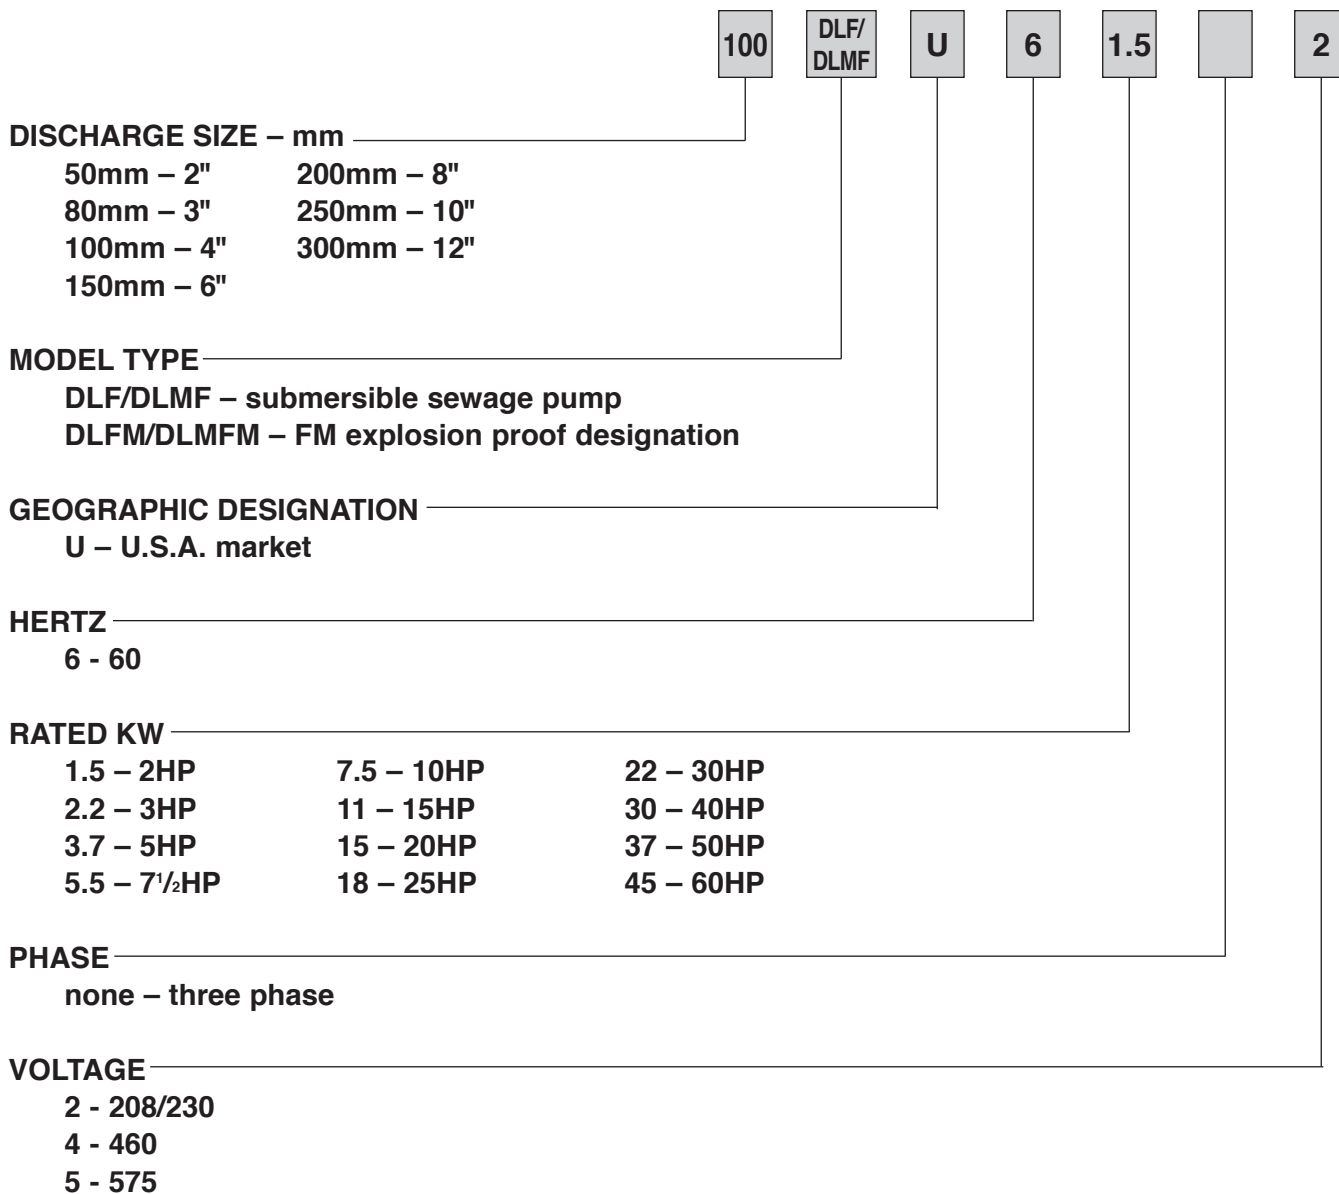 100 DLF/ DLMF U 6 1.5 2
DISCHARGE SIZE – mm
50mm – 2" 200mm – 8"
80mm – 3" 250mm – 10"
100mm – 4" 300mm – 12"
150mm – 6"
MODEL TYPE
DLF/DLMF – submersible sewage pump
DLFM/DLMFM – FM explosion proof designation
GEOGRAPHIC DESIGNATION
U – U.S.A. market
HERTZ
6 - 60
RATED KW
1.5 – 2HP 7.5 – 10HP 22 – 30HP
2.2 – 3HP 11 – 15HP 30 – 40HP
3.7 – 5HP 15 – 20HP 37 – 50HP
5.5 – 7¹/₂HP 18 – 25HP 45 – 60HP
PHASE
none – three phase
VOLTAGE
2 - 208/230
4 - 460
5 - 575